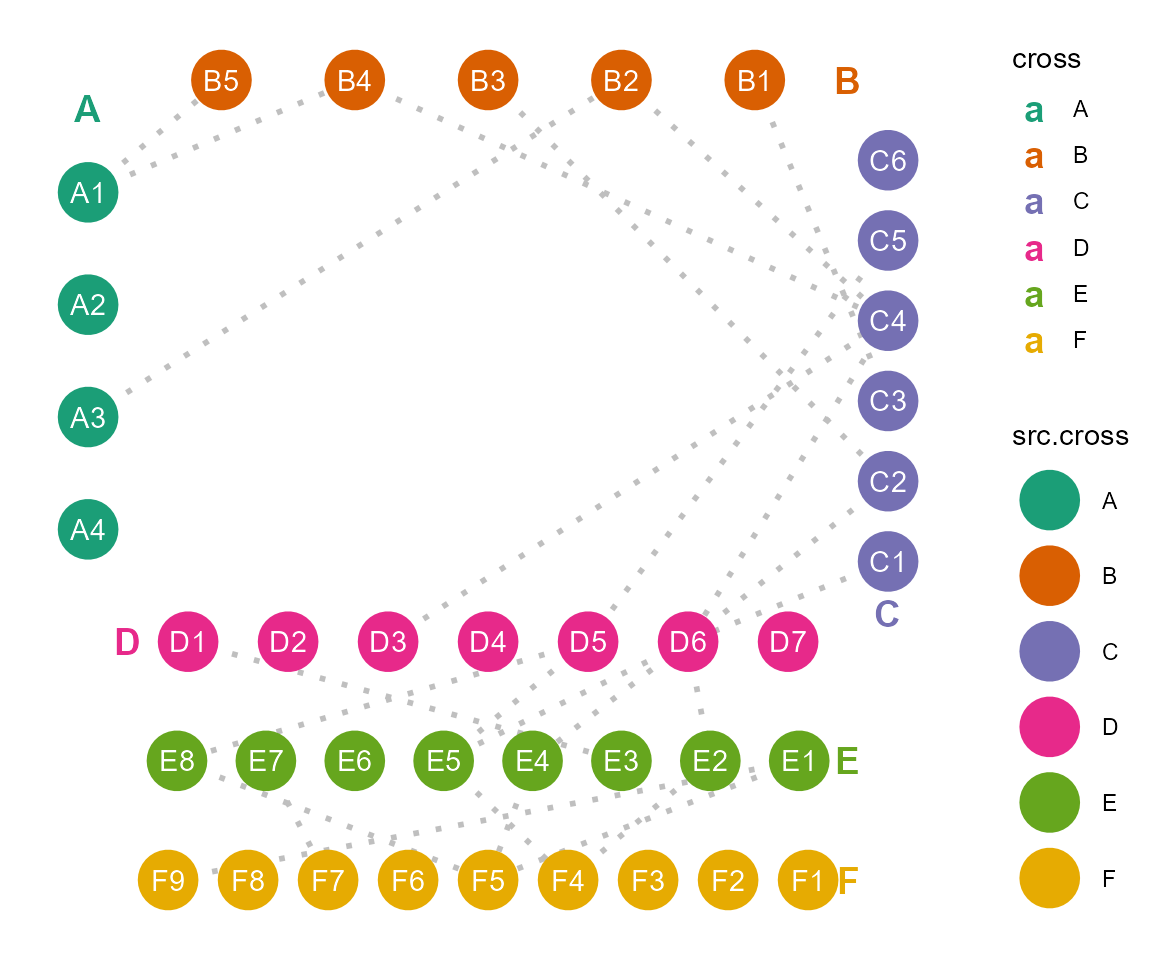 B5 B4 B3 B2 B1 B
A
A1
A2
A3
A4
C6
C5
C4
C3
C2
C1
C
D D1 D2 D3 D4 D5 D6 D7
E8 E7 E6 E5 E4 E3 E2 E1 E
F9 F8 F7 F6 F5 F4 F3 F2 F1 F
cross
a A
a B
a C
a D
a E
a F
src.cross
A
B
C
D
E
F